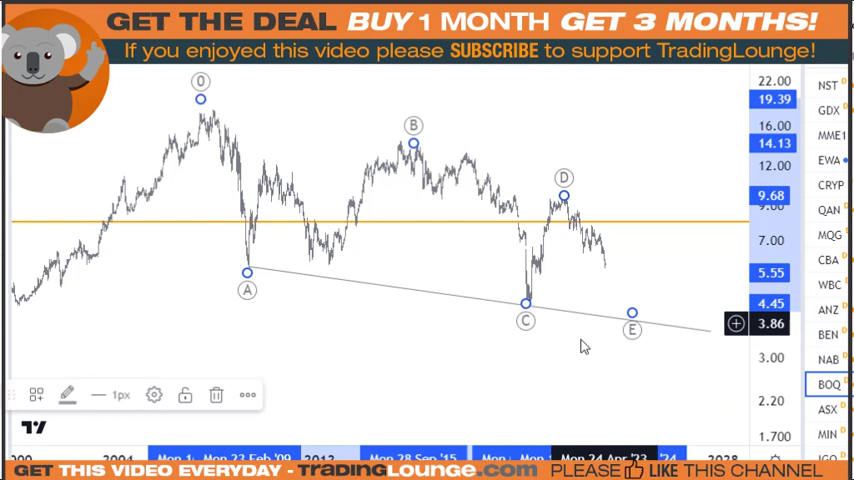 GET THE DEAL BUY 1 MONTH GET 3 MONTHS!
If you enjoyed this video please SUBSCRIBE to support TradingLounge!
0
B
D
A
C
E
22.00
19.39
16.00
14.13
12.00
9.68
9.00
7.00
5.55
4.45
3.86
3.00
2.20
1.700
NST D
GDX D
MME1
EWA
CRYP
QAN D
MQG D
CBA D
WBC D
ANZ D
BEN D
NAB D
BOQ D
ASX D
MIN D
1px
2004
Mon 23 Feb '09
2012
Mon 28 Sep '15
Mon 24 Apr '23
'24
2028
GET THIS VIDEO EVERYDAY - TRADINGLOUNGE.COM PLEASE LIKE THIS CHANNEL